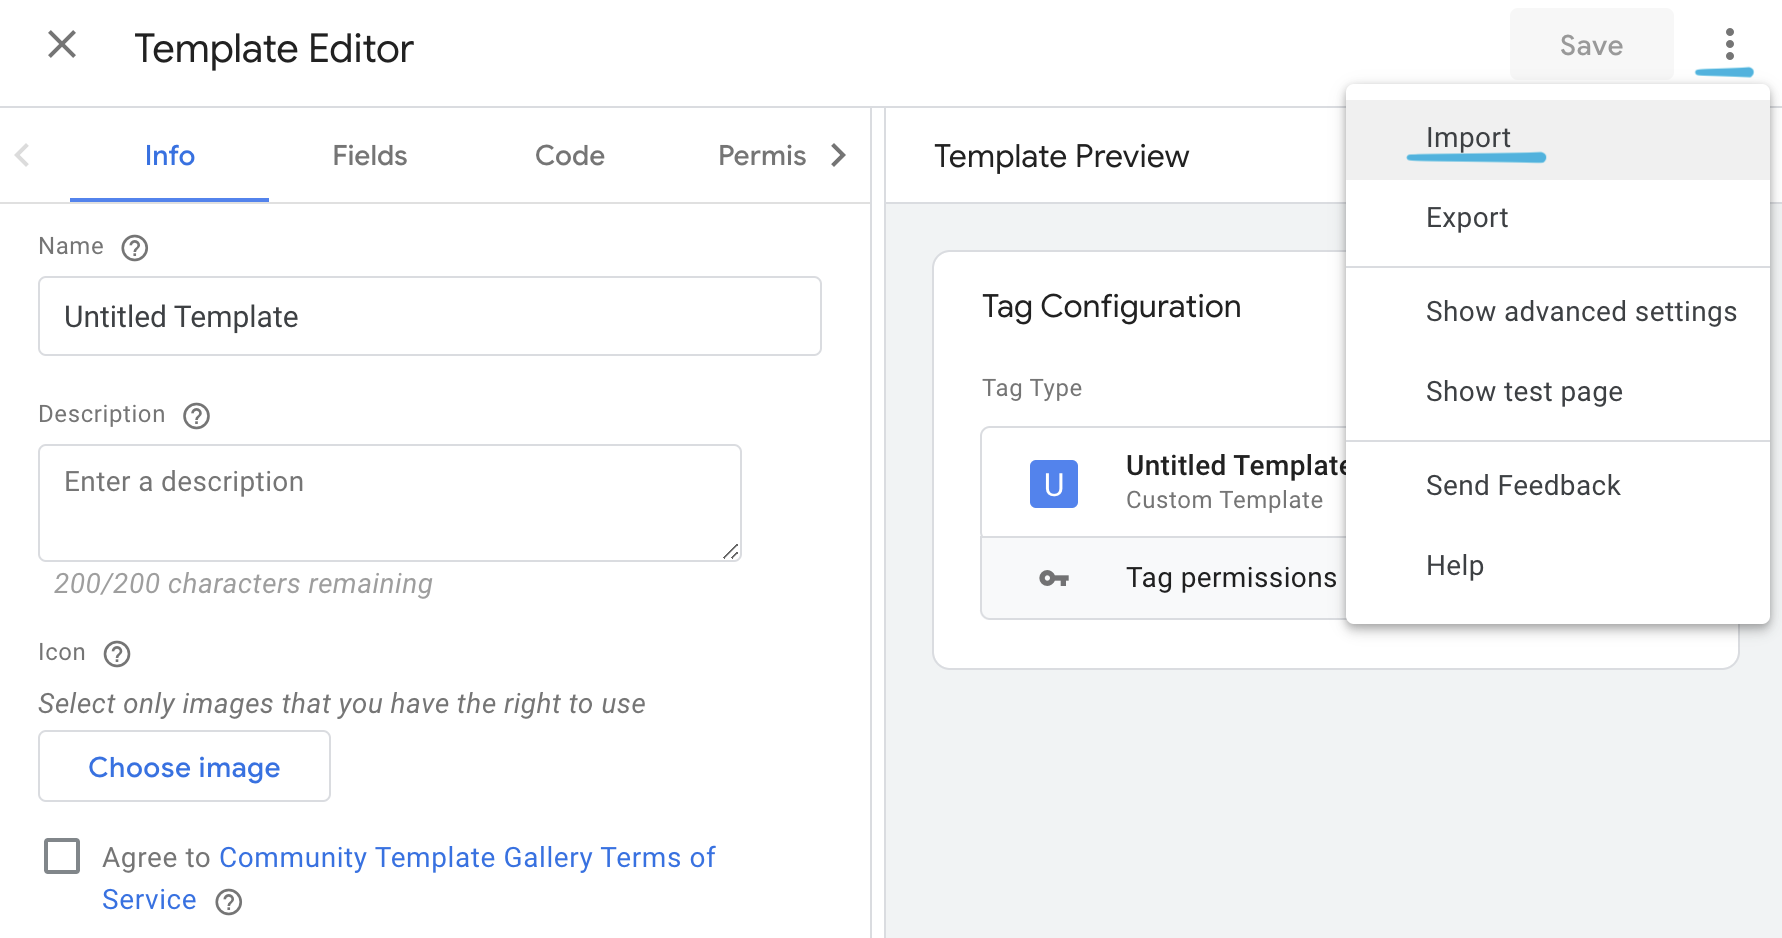 Template Editor
Save
Info
Fields
Code
Permis
Template Preview
Import
Export
Show advanced settings
Show test page
Send Feedback
Help
Name
Untitled Template
Description
Enter a description
200/200 characters remaining
Icon
Select only images that you have the right to use
Choose image
Agree to Community Template Gallery Terms of
Service
Tag Configuration
Tag Type
U
Untitled Template
Custom Template
Tag permissions